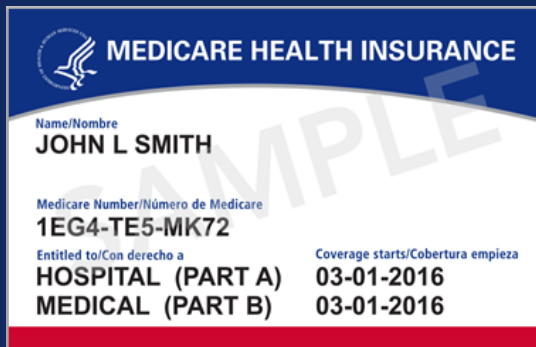 MEDICARE HEALTH INSURANCE
Name/Nombre
JOHN L SMITH
Medicare Number/Número de Medicare
1EG4-TE5-MK72
Entitled to/Con derecho a Coverage starts/Cobertura empieza
HOSPITAL (PART A) 03-01-2016
MEDICAL (PART B) 03-01-2016
SAMPLE